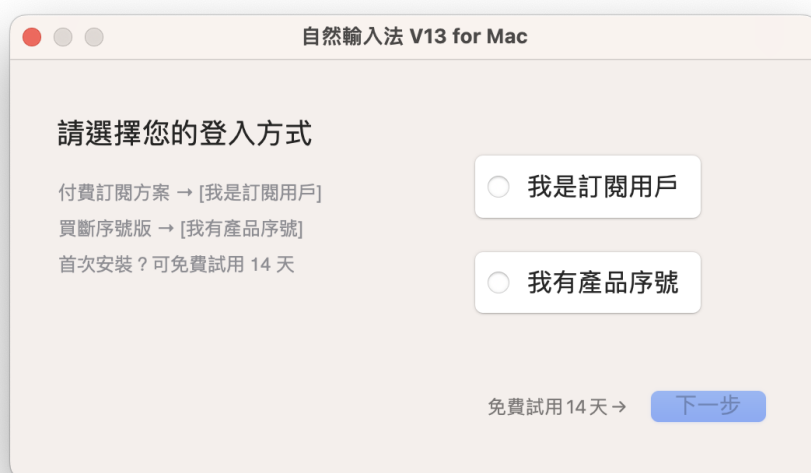 自然輸入法 V13 for Mac
請選擇您的登入方式
付費訂閱方案 → [我是訂閱用戶]
買斷序號版 → [我有產品序號]
首次安裝？可免費試用 14 天
我是訂閱用戶
我有產品序號
免費試用14天→
下一步